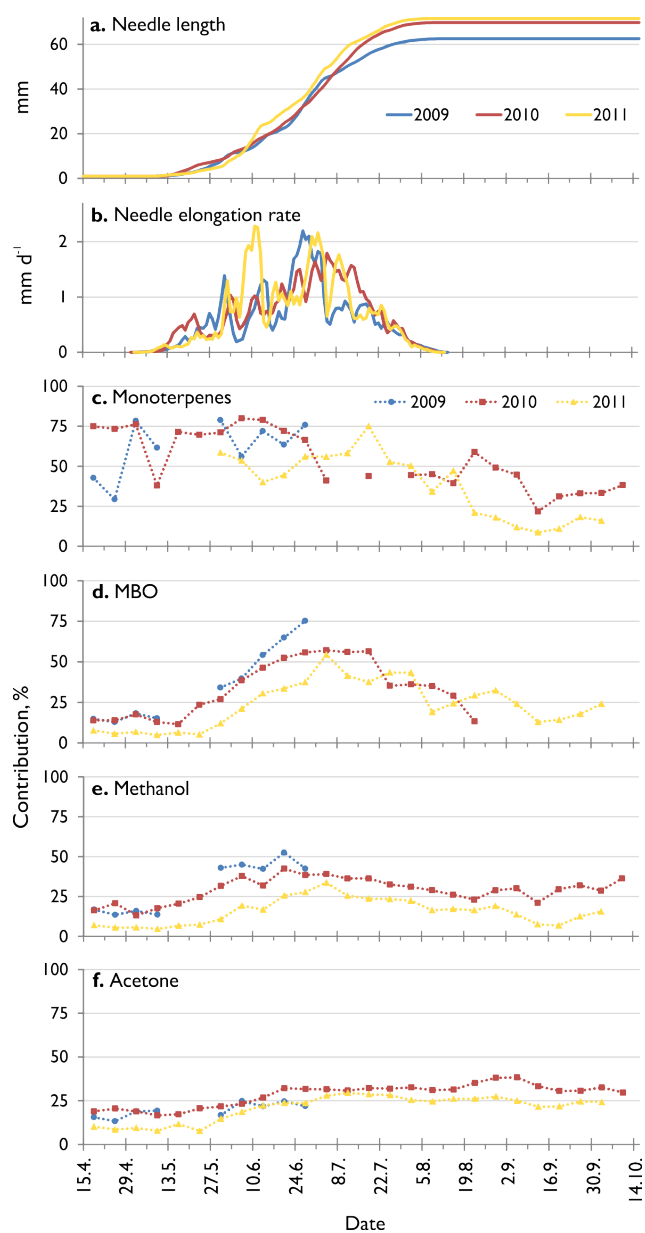 a. Needle length
60
40
20
0
mm
2009 2010 2011
b. Needle elongation rate
2
1
0
mm d⁻¹
c. Monoterpenes
2009 2010 2011
100
75
50
25
0
d. MBO
100
75
50
25
0
Contribution, %
e. Methanol
100
75
50
25
0
f. Acetone
100
75
50
25
0
15.4. 29.4. 13.5. 27.5. 10.6. 24.6. 8.7. 22.7. 5.8. 19.8. 2.9. 16.9. 30.9. 14.10.
Date